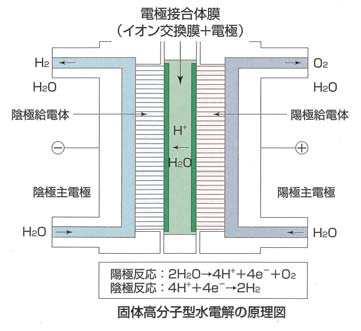 電極接合体膜
(イオン交換膜+電極)
H2
O2
H2O
H2O
陰極給電体
陽極給電体
H+
H2O
⊖
⊕
陰極主電極
陽極主電極
H2O
H2O
陽極反応:2H2O→4H++4e-+O2
陰極反応:4H++4e-→2H2
固体高分子型水電解の原理図